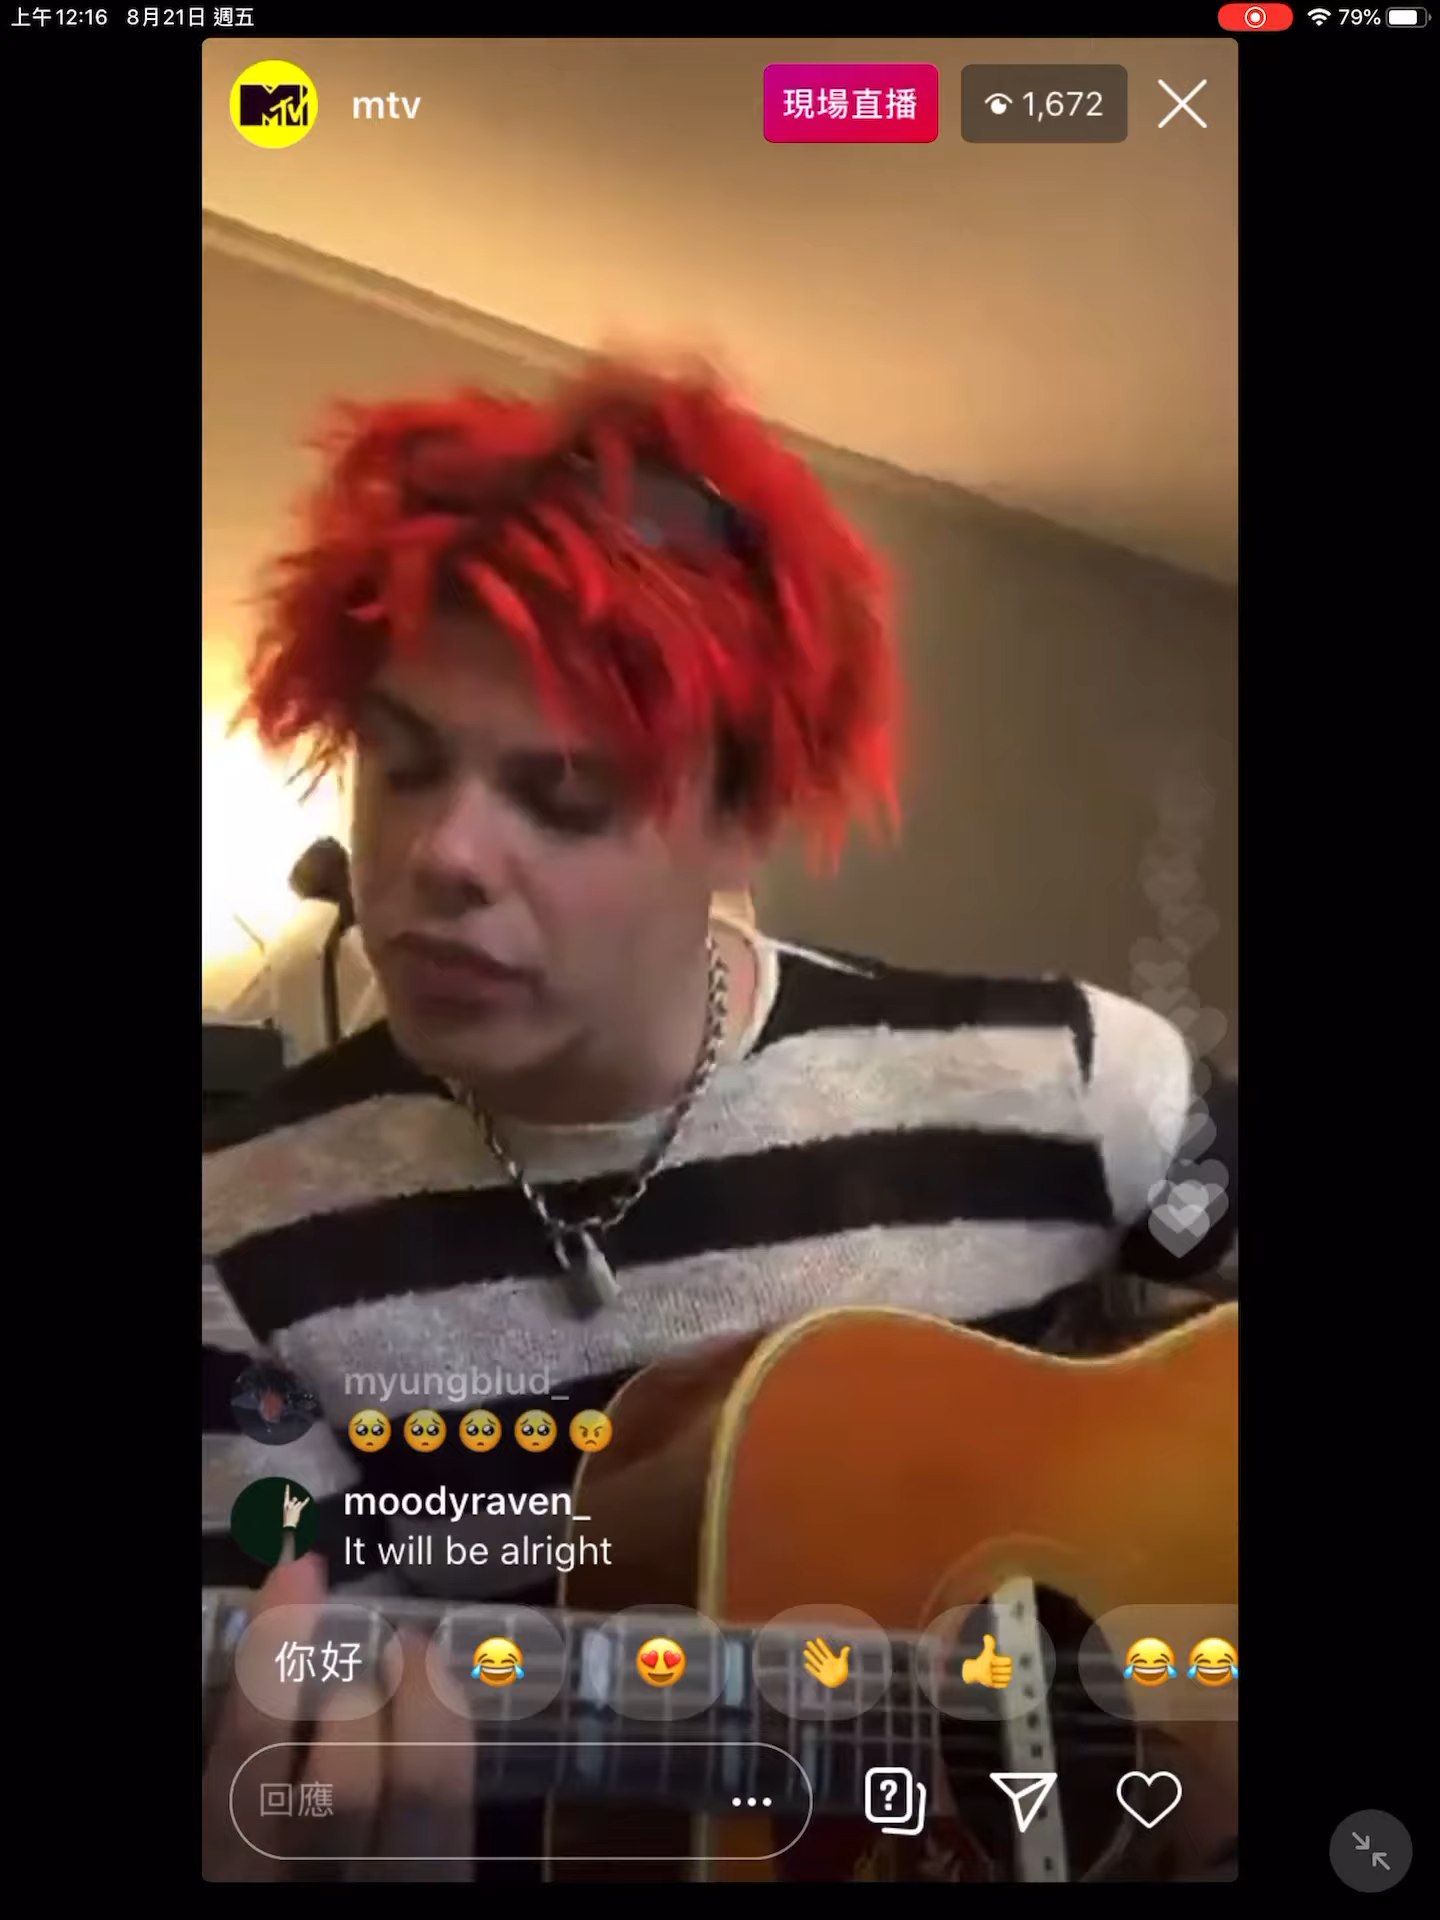 上午12:16 8月21日 週五
79%
MTV
mtv
現場直播
1,672
myungblud_
🥺🥺🥺🥺😠
moodyraven_
It will be alright
你好 😂 😍 👋 👍 😂😂
回應